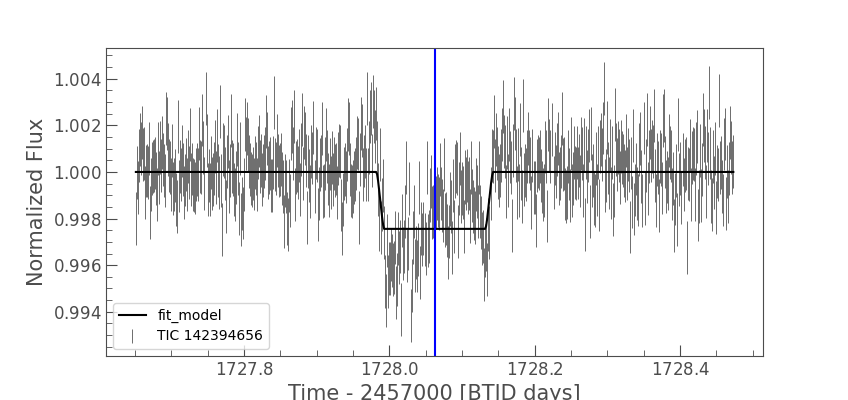 Normalized Flux
1.004
1.002
1.000
0.998
0.996
0.994
fit_model
TIC 142394656
1727.8 1728.0 1728.2 1728.4
Time - 2457000 [BTJD days]